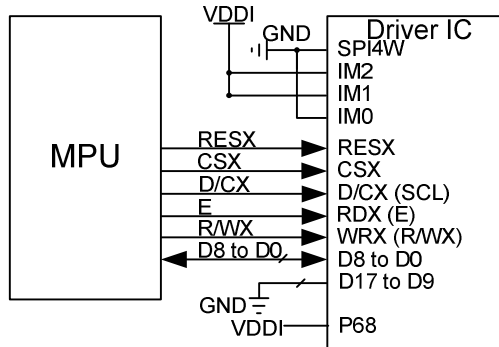 VDDI
GND
Driver IC
SPI4W
IM2
IM1
IM0
MPU
RESX
RESX
CSX
CSX
D/CX
D/CX (SCL)
E
RDX (E)
R/WX
WRX (R/WX)
D8 to D0
D8 to D0
D17 to D9
GND
VDDI
P68